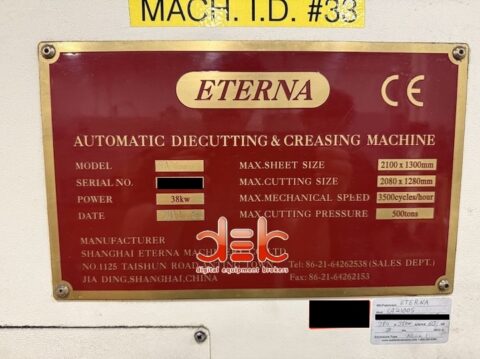 MACH. I.D. #33
ETERNA
CE
AUTOMATIC DIECUTTING & CREASING MACHINE
MODEL
SERIAL NO.
POWER 38kw
DATE
MAX.SHEET SIZE 2100 x 1300mm
MAX.CUTTING SIZE 2080 x 1280mm
MAX.MECHANICAL SPEED 3500cycles/hour
MAX.CUTTING PRESSURE 500tons
deb
digital equipment brokers
MANUFACTURER
SHANGHAI ETERNA
NO.1125 TAISHUN ROAD
JIA DING,SHANGHAI,CHINA
Tel: 86-21-64262538 (SALES DEPT.)
Fax: 86-21-64262153
ETERNA